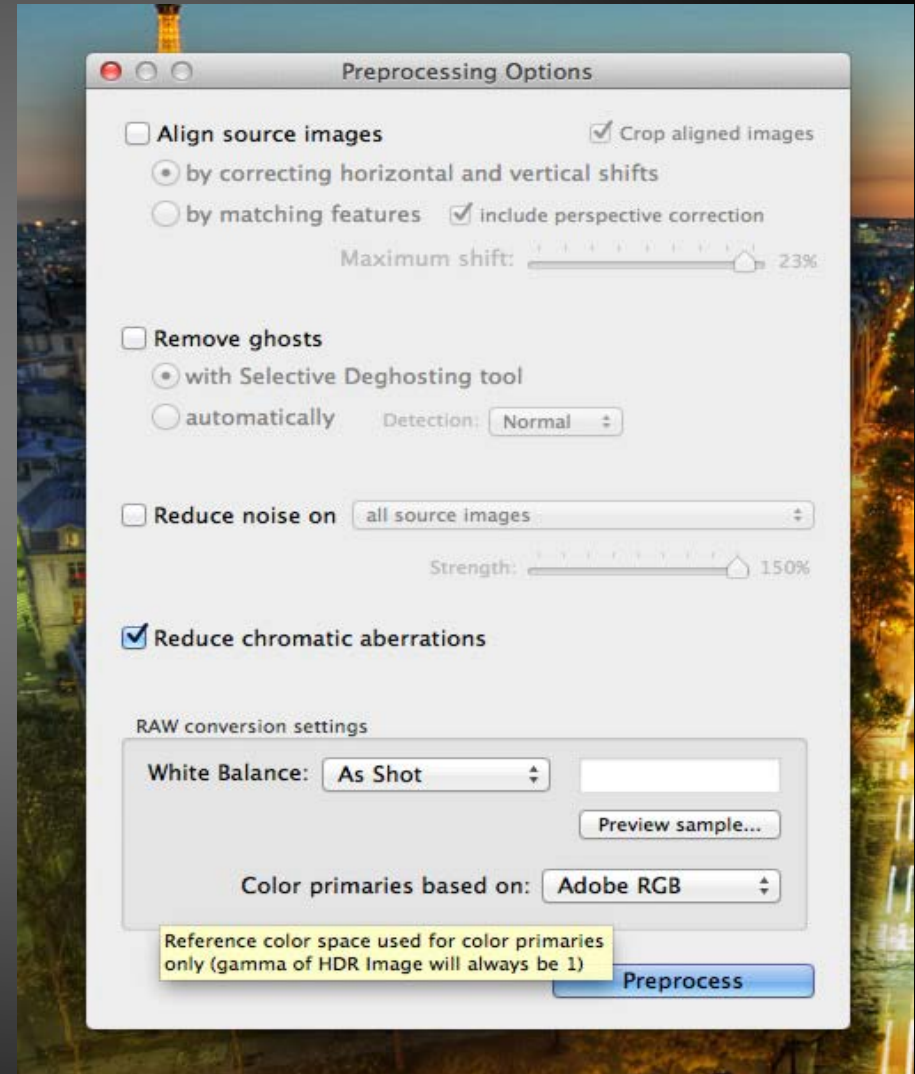 Preprocessing Options
Align source images
Crop aligned images
by correcting horizontal and vertical shifts
by matching features
include perspective correction
Maximum shift: 23%
Remove ghosts
with Selective Deghosting tool
automatically
Detection: Normal
Reduce noise on all source images
Strength: 150%
Reduce chromatic aberrations
RAW conversion settings
White Balance: As Shot
Preview sample...
Color primaries based on: Adobe RGB
Reference color space used for color primaries
only (gamma of HDR Image will always be 1)
Preprocess